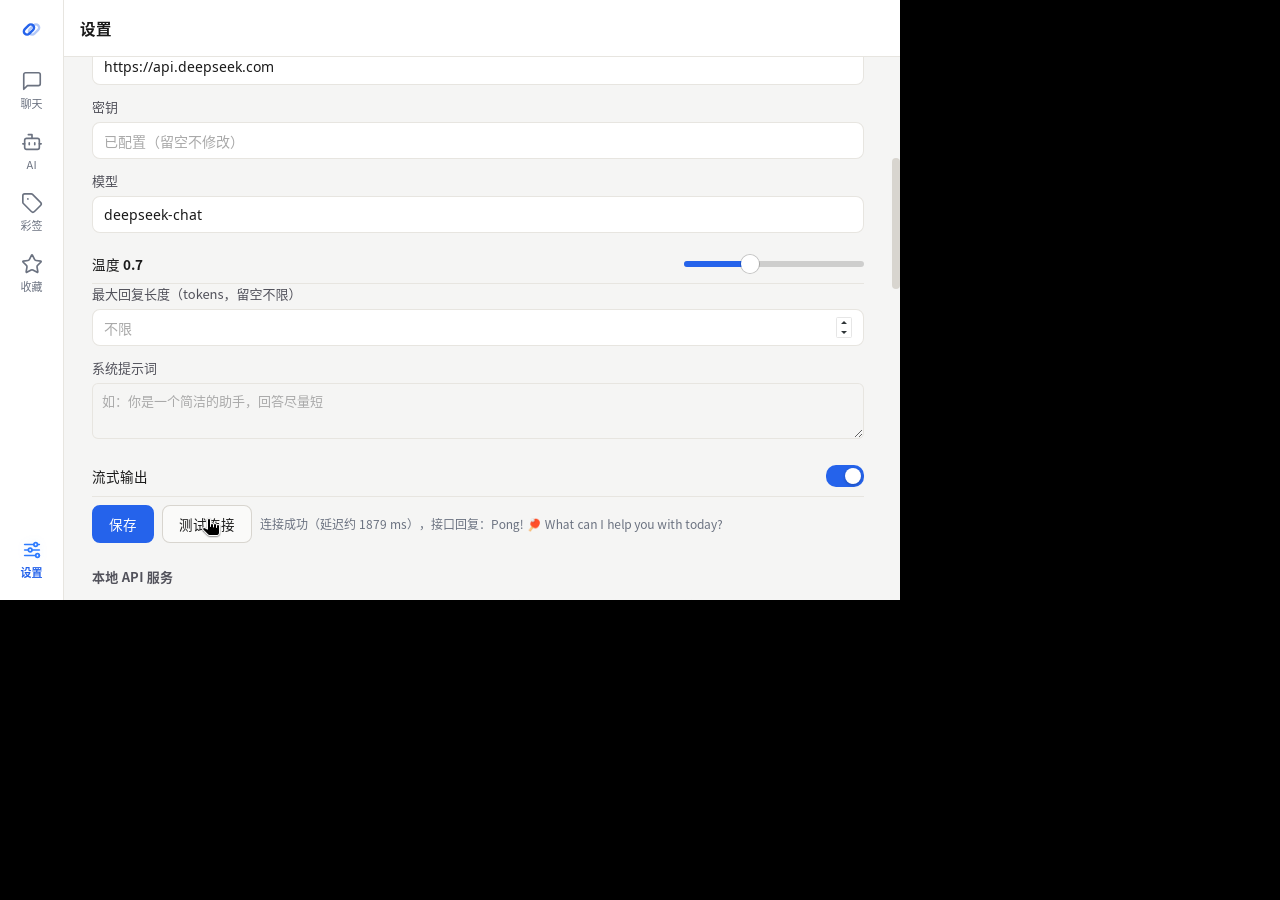 设置
聊天
AI
彩签
收藏
设置
https://api.deepseek.com
密钥
已配置（留空不修改）
模型
deepseek-chat
温度 0.7
最大回复长度（tokens，留空不限）
不限
系统提示词
如：你是一个简洁的助手，回答尽量短
流式输出
保存
测试连接
连接成功（延迟约 1879 ms），接口回复：Pong! 🏓 What can I help you with today?
本地 API 服务